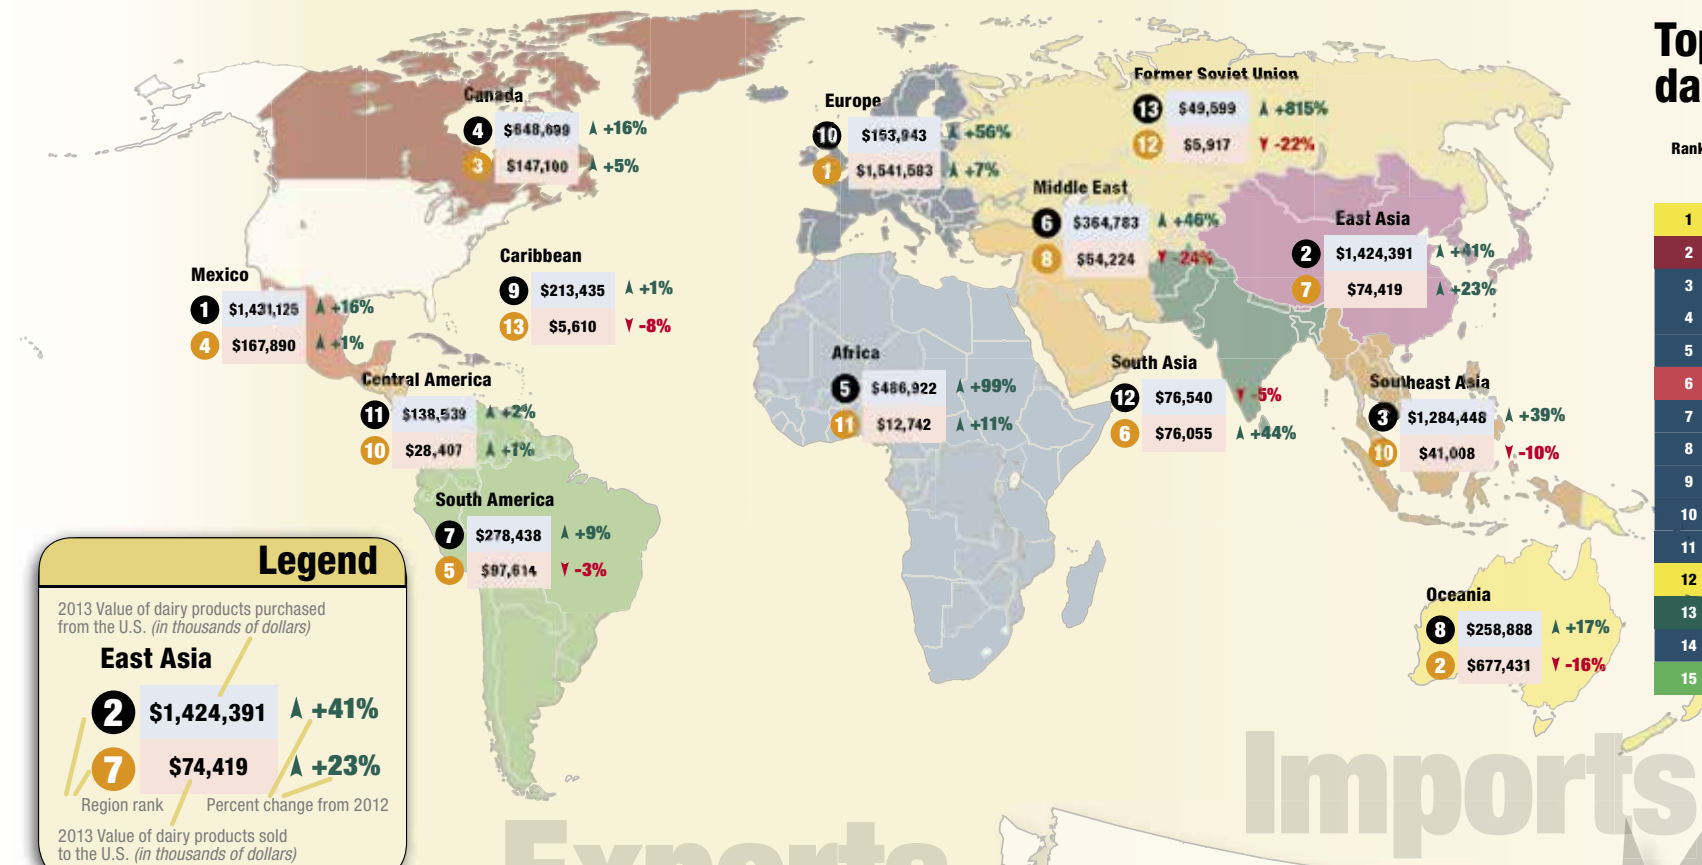 Top
da
Rank
1
2
3
4
5
6
7
8
9
10
11
12
13
14
15
Canada
4 $648,699 +16%
3 $147,100 +5%
Europe
10 $153,943 +56%
1 $1,541,583 +7%
Former Soviet Union
13 $49,599 +815%
12 $5,917 -22%
Middle East
6 $364,783 +46%
8 $54,224 -24%
East Asia
2 $1,424,391 +41%
7 $74,419 +23%
Mexico
1 $1,431,125 +16%
4 $167,890 +1%
Caribbean
9 $213,435 +1%
13 $5,610 -8%
Central America
11 $138,539 +2%
10 $28,407 +1%
Africa
5 $486,922 +99%
11 $12,742 +11%
South Asia
12 $76,540 -5%
6 $76,055 +44%
Southeast Asia
3 $1,284,448 +39%
10 $41,008 -10%
South America
7 $278,438 +9%
5 $97,614 -3%
Oceania
8 $258,888 +17%
2 $677,431 -16%
Legend
2013 Value of dairy products purchased
from the U.S. (in thousands of dollars)
East Asia
2 $1,424,391 +41%
7 $74,419 +23%
Region rank Percent change from 2012
2013 Value of dairy products sold
to the U.S. (in thousands of dollars)
Imports
Exports